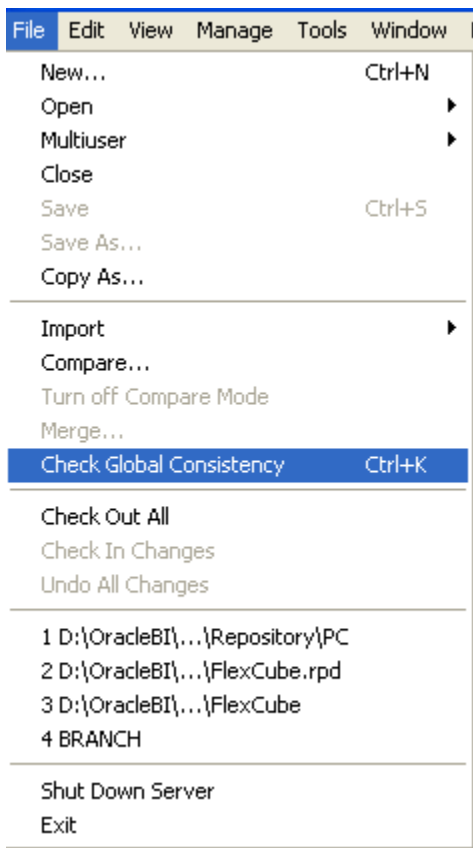 File Edit View Manage Tools Window
New... Ctrl+N
Open
Multiuser
Close
Save Ctrl+S
Save As...
Copy As...
Import
Compare...
Turn off Compare Mode
Merge...
Check Global Consistency Ctrl+K
Check Out All
Check In Changes
Undo All Changes
1 D:\OracleBI\...\Repository\PC
2 D:\OracleBI\...\FlexCube.rpd
3 D:\OracleBI\...\FlexCube
4 BRANCH
Shut Down Server
Exit